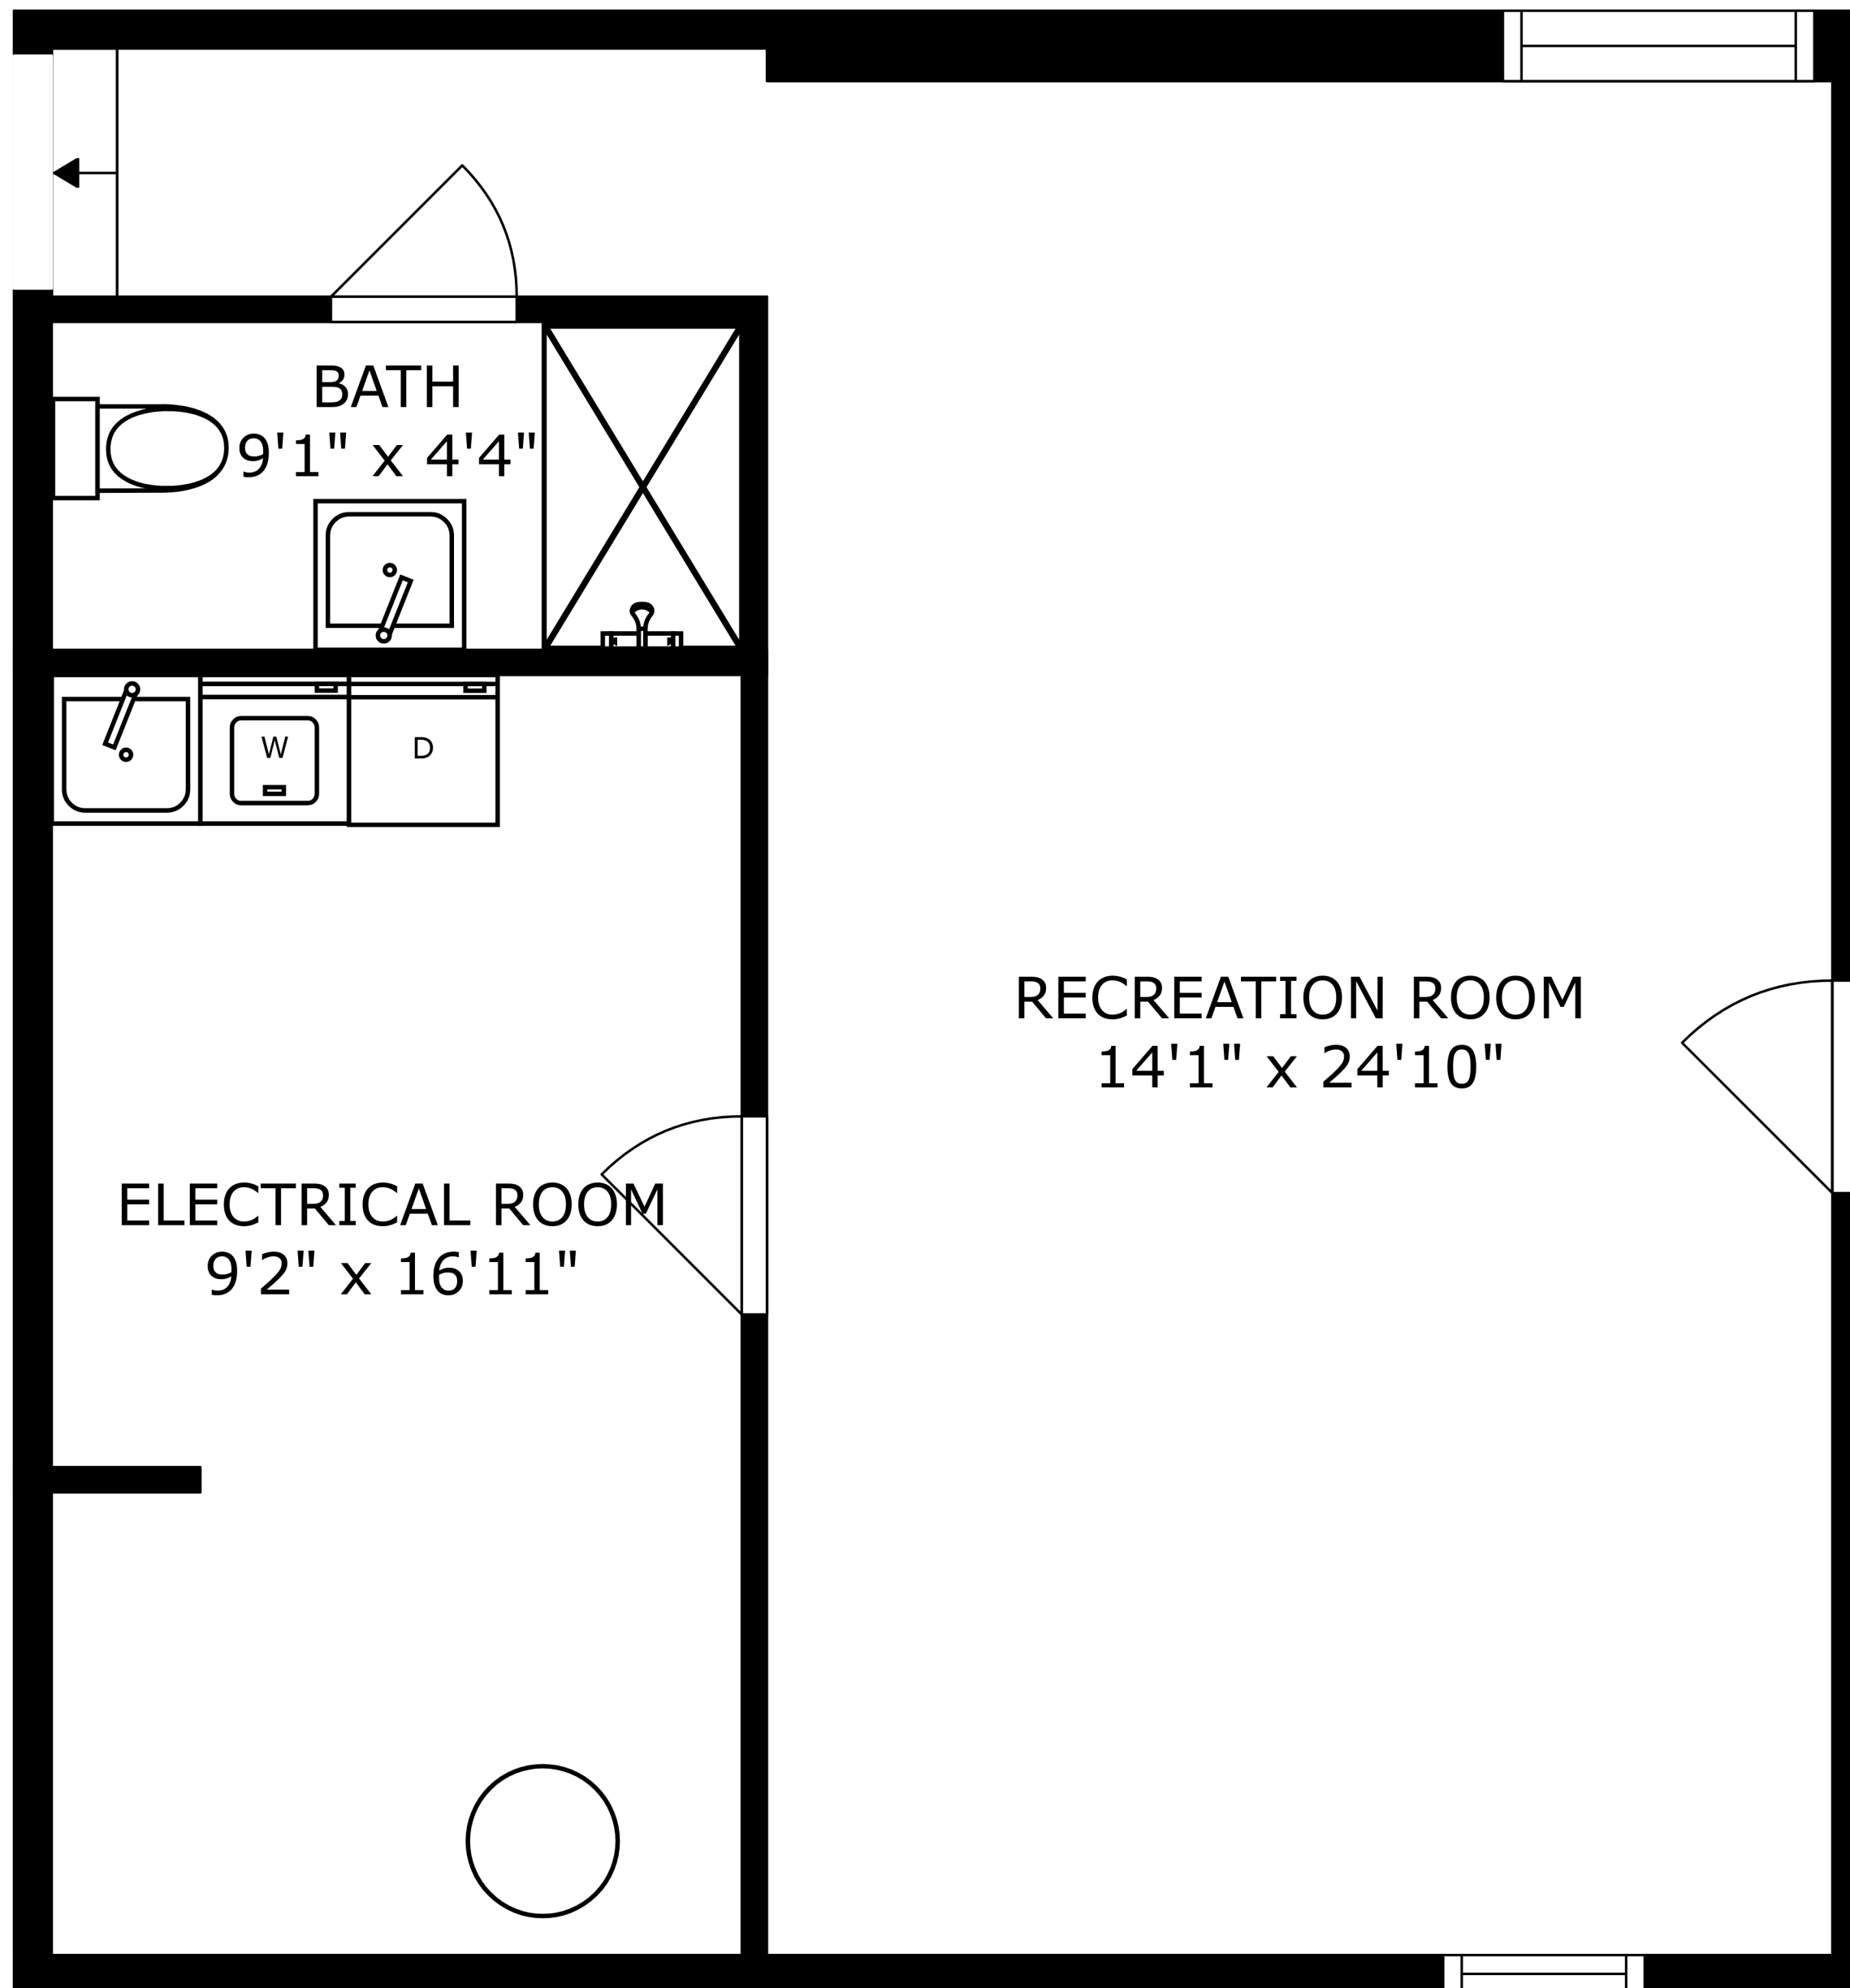 BATH
9'1" x 4'4"
W
D
RECREATION ROOM
14'1" x 24'10"
ELECTRICAL ROOM
9'2" x 16'11"